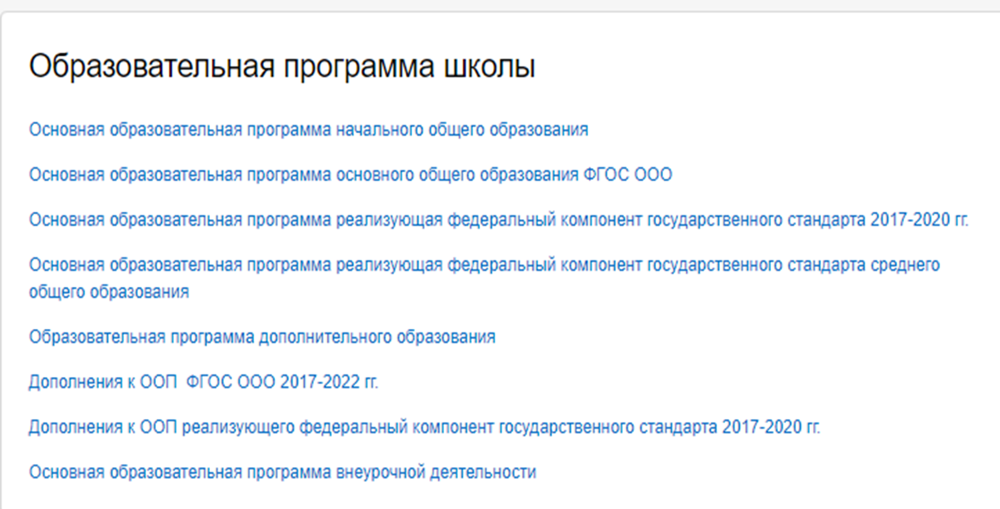 Образовательная программа школы
Основная образовательная программа начального общего образования
Основная образовательная программа основного общего образования ФГОС ООО
Основная образовательная программа реализующая федеральный компонент государственного стандарта 2017-2020 гг.
Основная образовательная программа реализующая федеральный компонент государственного стандарта среднего
общего образования
Образовательная программа дополнительного образования
Дополнения к ООП  ФГОС ООО 2017-2022 гг.
Дополнения к ООП реализующего федеральный компонент государственного стандарта 2017-2020 гг.
Основная образовательная программа внеурочной деятельности